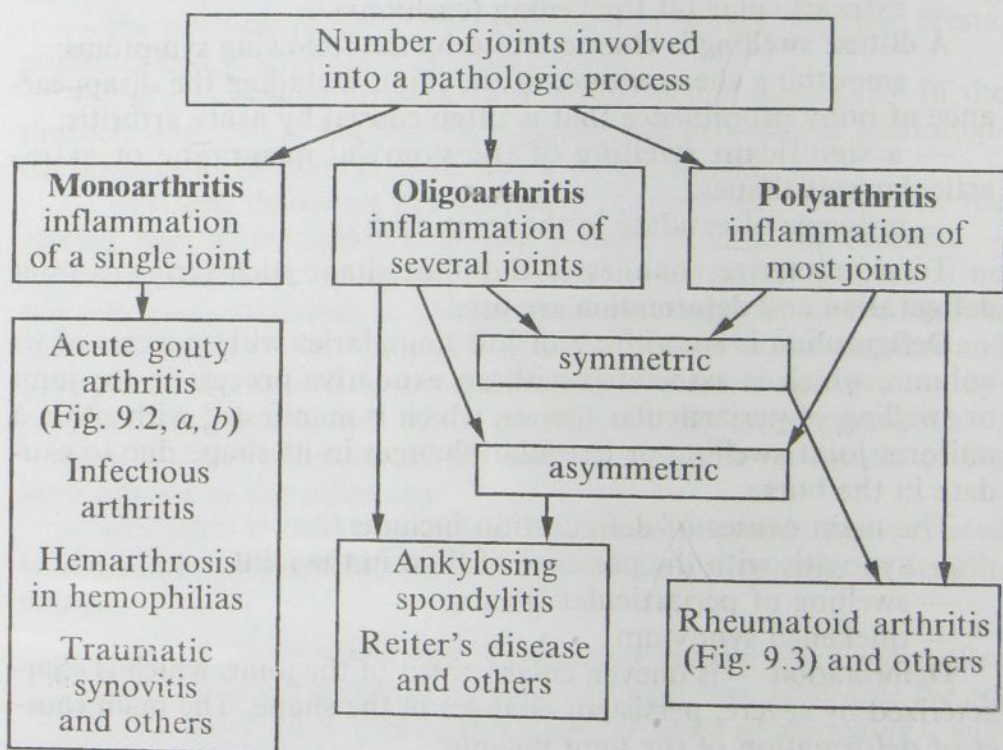 Number of joints involved
into a pathologic process
Monoarthritis
inflammation
of a single joint
Oligoarthritis
inflammation of
several joints
Polyarthritis
inflammation of
most joints
symmetric
asymmetric
Acute gouty
arthritis
(Fig. 9.2, a, b)
Infectious
arthritis
Hemarthrosis
in hemophilias
Traumatic
synovitis
and others
Ankylosing
spondylitis
Reiter's disease
and others
Rheumatoid arthritis
(Fig. 9.3) and others